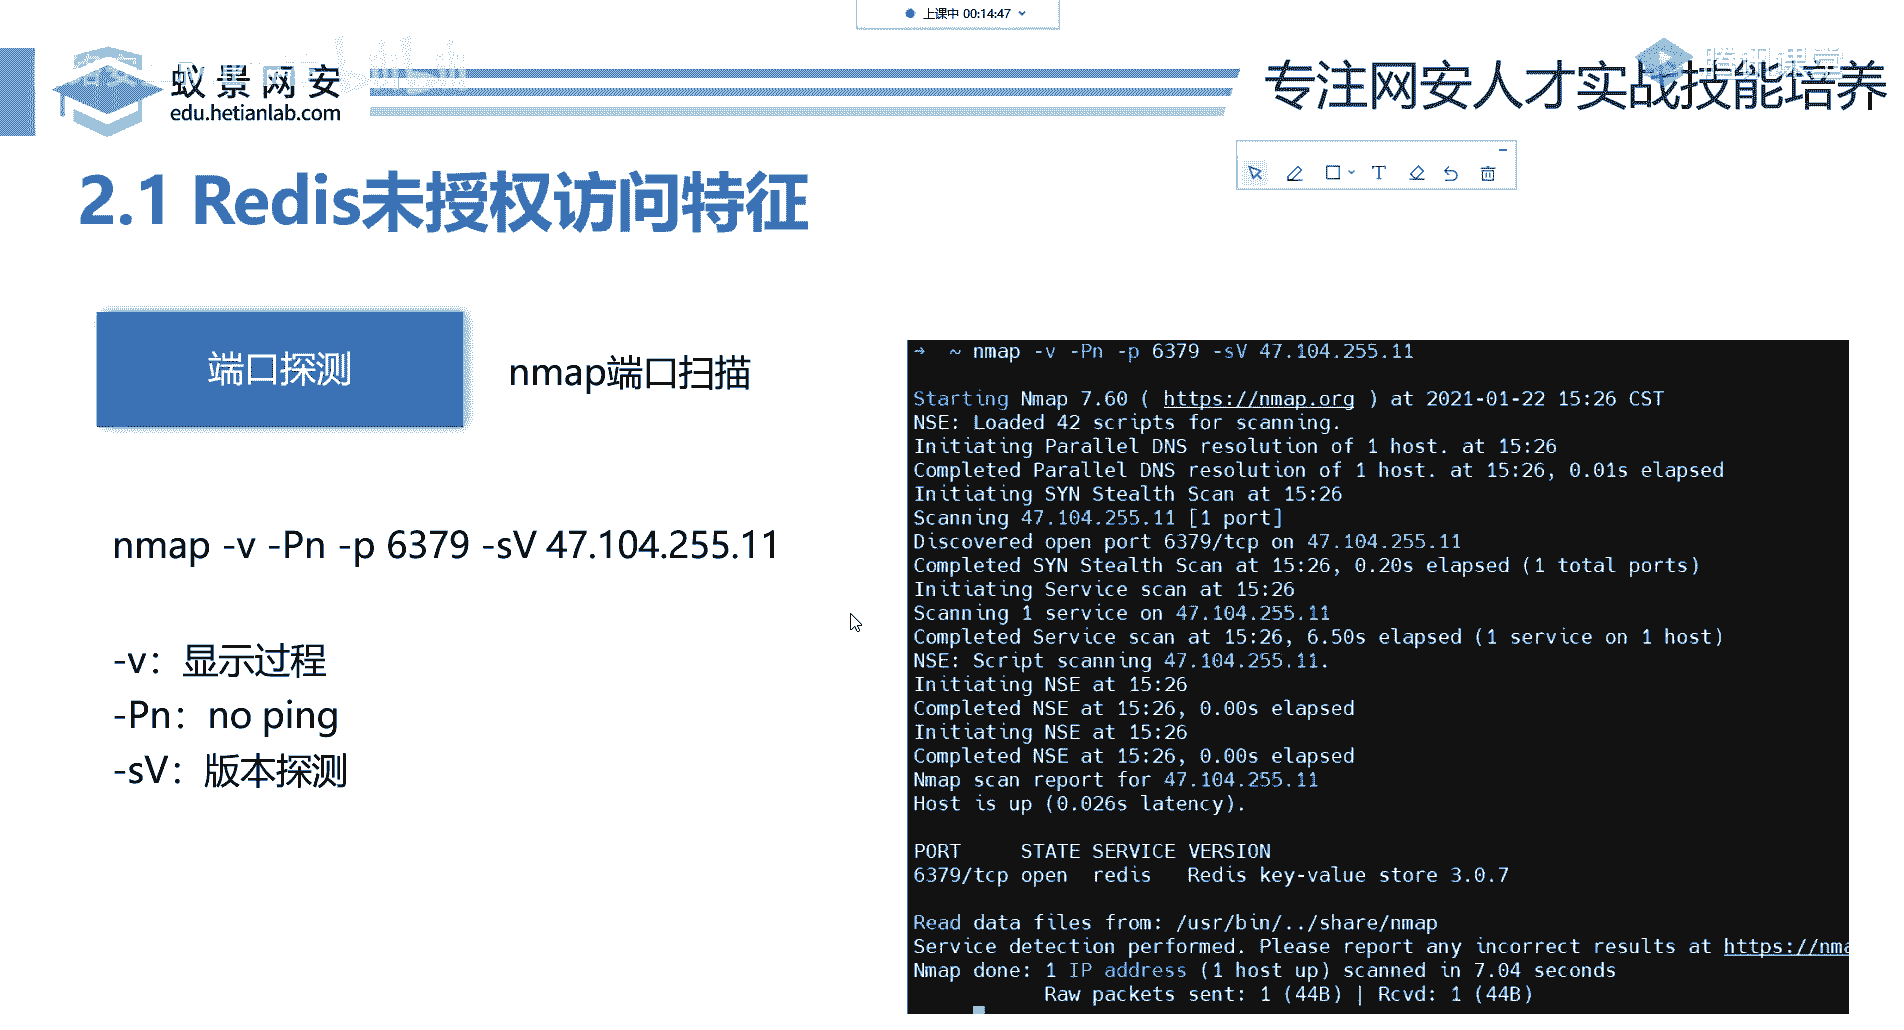 上课中 00:14:47
蚁景网安
edu.hetianlab.com
专注网安人才实战技能培养
腾讯课堂
2.1 Redis未授权访问特征
端口探测
nmap端口扫描
nmap -v -Pn -p 6379 -sV 47.104.255.11
-v：显示过程
-Pn：no ping
-sV：版本探测
→ ~ nmap -v -Pn -p 6379 -sV 47.104.255.11
Starting Nmap 7.60 ( https://nmap.org ) at 2021-01-22 15:26 CST
NSE: Loaded 42 scripts for scanning.
Initiating Parallel DNS resolution of 1 host. at 15:26
Completed Parallel DNS resolution of 1 host. at 15:26, 0.01s elapsed
Initiating SYN Stealth Scan at 15:26
Scanning 47.104.255.11 [1 port]
Discovered open port 6379/tcp on 47.104.255.11
Completed SYN Stealth Scan at 15:26, 0.20s elapsed (1 total ports)
Initiating Service scan at 15:26
Scanning 1 service on 47.104.255.11
Completed Service scan at 15:26, 6.50s elapsed (1 service on 1 host)
NSE: Script scanning 47.104.255.11.
Initiating NSE at 15:26
Completed NSE at 15:26, 0.00s elapsed
Initiating NSE at 15:26
Completed NSE at 15:26, 0.00s elapsed
Nmap scan report for 47.104.255.11
Host is up (0.026s latency).
PORT STATE SERVICE VERSION
6379/tcp open redis Redis key-value store 3.0.7
Read data files from: /usr/bin/../share/nmap
Service detection performed. Please report any incorrect results at https://nma
Nmap done: 1 IP address (1 host up) scanned in 7.04 seconds
Raw packets sent: 1 (44B) | Rcvd: 1 (44B)